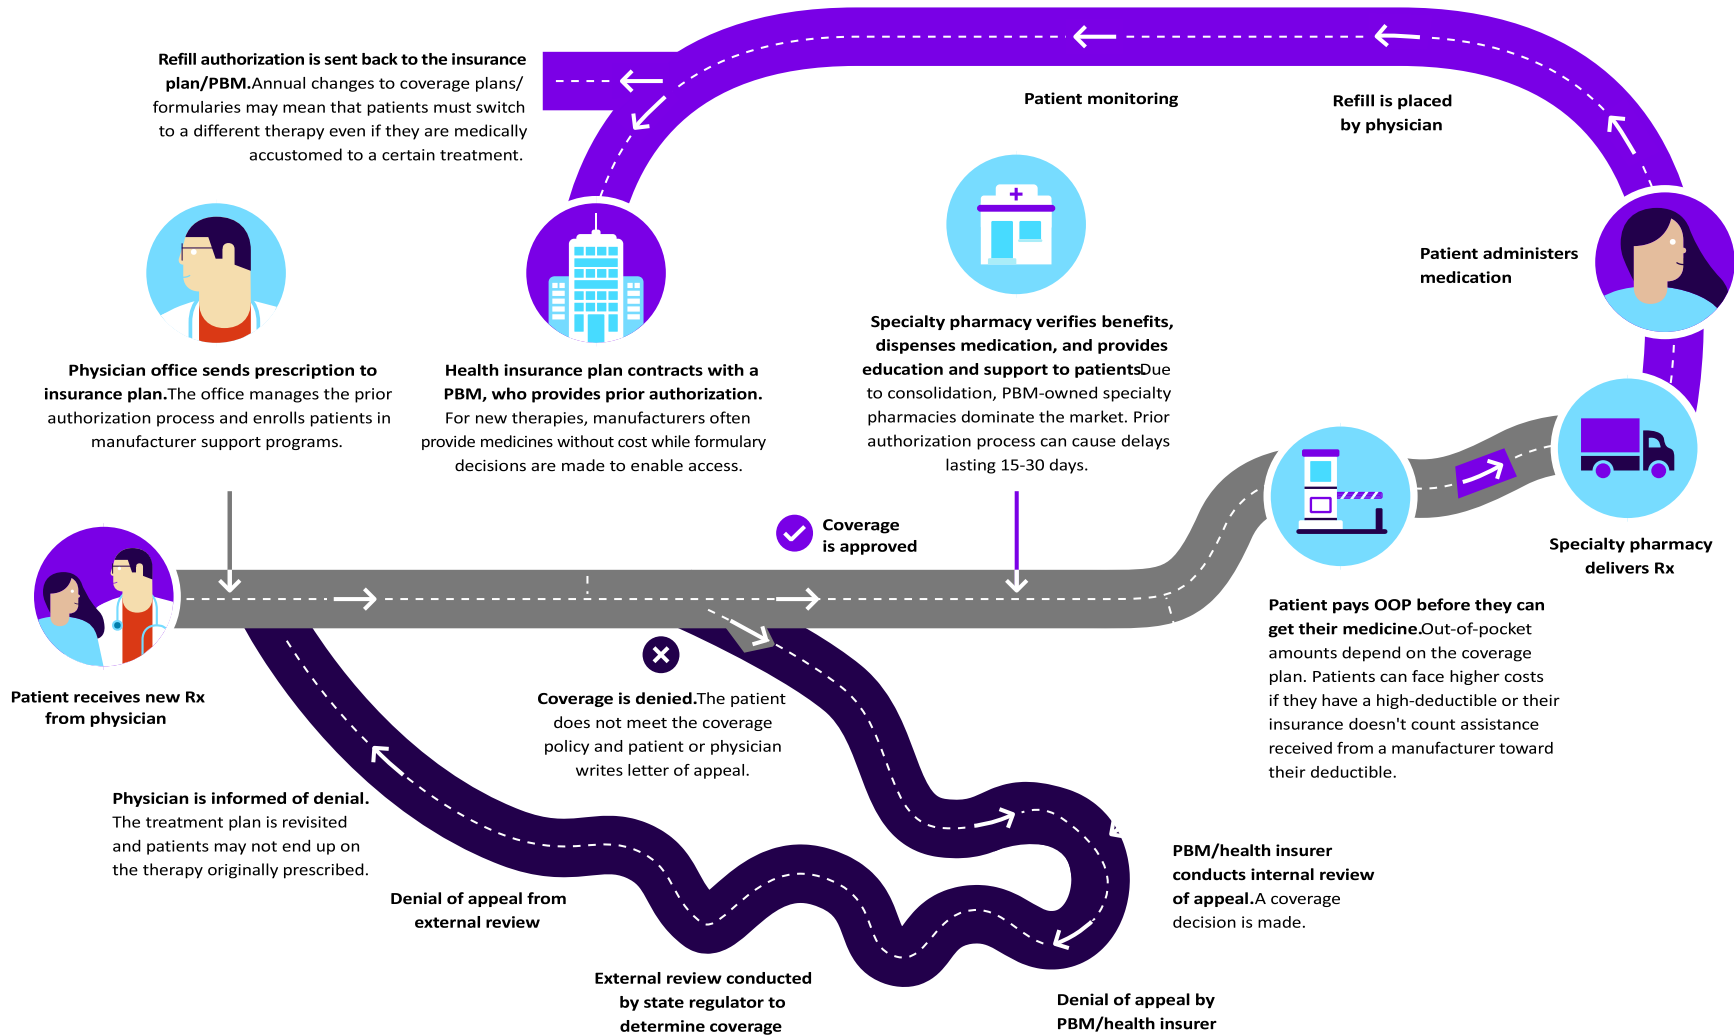 Refill authorization is sent back to the insurance
plan/PBM.Annual changes to coverage plans/
formularies may mean that patients must switch
to a different therapy even if they are medically
accustomed to a certain treatment.
Patient monitoring
Refill is placed
by physician
Patient administers
medication
Physician office sends prescription to
insurance plan.The office manages the prior
authorization process and enrolls patients in
manufacturer support programs.
Health insurance plan contracts with a
PBM, who provides prior authorization.
For new therapies, manufacturers often
provide medicines without cost while formulary
decisions are made to enable access.
Specialty pharmacy verifies benefits,
dispenses medication, and provides
education and support to patients.Due
to consolidation, PBM-owned specialty
pharmacies dominate the market. Prior
authorization process can cause delays
lasting 15-30 days.
Coverage
is approved
Specialty pharmacy
delivers Rx
Patient receives new Rx
from physician
Coverage is denied.The patient
does not meet the coverage
policy and patient or physician
writes letter of appeal.
Patient pays OOP before they can
get their medicine.Out-of-pocket
amounts depend on the coverage
plan. Patients can face higher costs
if they have a high-deductible or their
insurance doesn't count assistance
received from a manufacturer toward
their deductible.
Physician is informed of denial.
The treatment plan is revisited
and patients may not end up on
the therapy originally prescribed.
Denial of appeal from
external review
External review conducted
by state regulator to
determine coverage
PBM/health insurer
conducts internal review
of appeal.A coverage
decision is made.
Denial of appeal by
PBM/health insurer